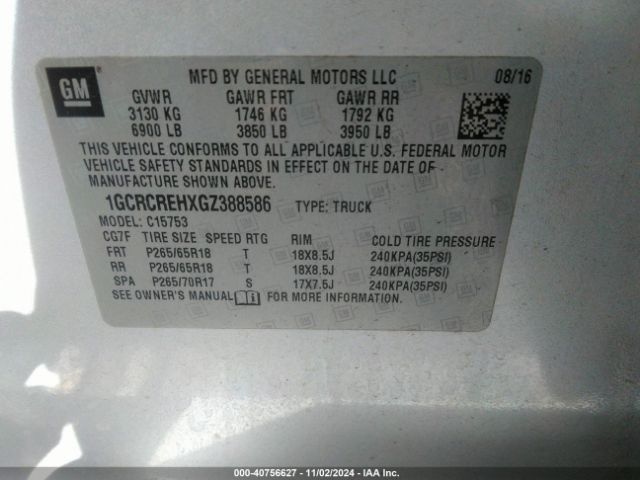 GM
MFD BY GENERAL MOTORS LLC 08/16
GVWR GAWR FRT GAWR RR
3130 KG 1746 KG 1792 KG
6900 LB 3850 LB 3950 LB
THIS VEHICLE CONFORMS TO ALL APPLICABLE U.S. FEDERAL MOTOR
VEHICLE SAFETY STANDARDS IN EFFECT ON THE DATE OF
MANUFACTURE SHOWN ABOVE.
1GCRCREHXGZ388586 TYPE: TRUCK
MODEL: C15753
CG7F TIRE SIZE SPEED RTG RIM COLD TIRE PRESSURE
FRT P265/65R18 T 18X8.5J 240KPA(35PSI)
RR P265/65R18 T 18X8.5J 240KPA(35PSI)
SPA P265/70R17 S 17X7.5J 240KPA(35PSI)
SEE OWNER'S MANUAL FOR MORE INFORMATION.
000-40756627 - 11/02/2024 - IAA Inc.